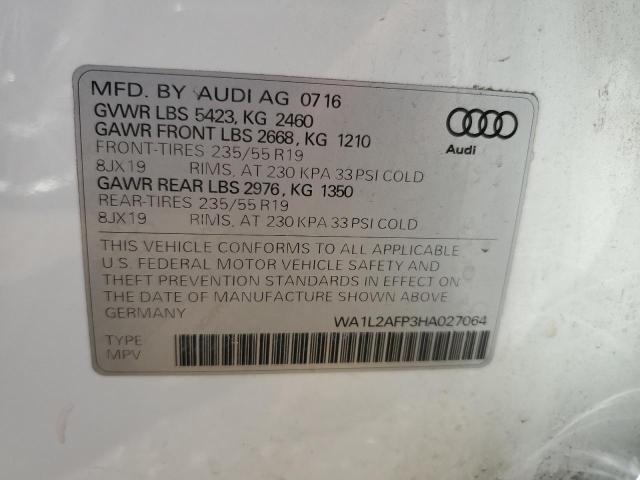 MFD. BY AUDI AG 07 16
GVWR LBS 5423, KG 2460
GAWR FRONT LBS 2668, KG 1210
FRONT-TIRES 235/55 R19
8JX19 RIMS, AT 230 KPA 33 PSI COLD
GAWR REAR LBS 2976, KG 1350
REAR-TIRES 235/55 R19
8JX19 RIMS, AT 230 KPA 33 PSI COLD
Audi
THIS VEHICLE CONFORMS TO ALL APPLICABLE
U.S. FEDERAL MOTOR VEHICLE SAFETY AND
THEFT PREVENTION STANDARDS IN EFFECT ON
THE DATE OF MANUFACTURE SHOWN ABOVE
GERMANY
WA1L2AFP3HA027064
TYPE
MPV